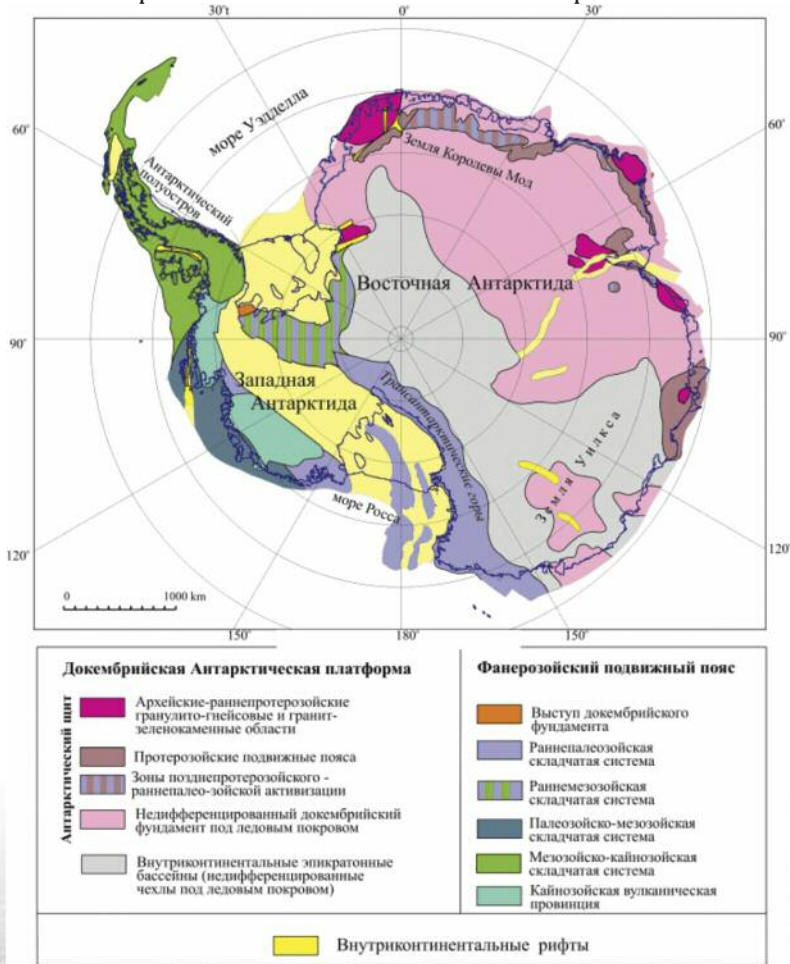 30't
0°
30°
60°
60°
море Уэдделла
Антарктический
полуостров
Земля Королевы Мод
Восточная Антарктида
90°
90°
Западная
Антарктида
Трансантарктические горы
Земля Уилкса
море Росса
120°
120°
0 1000 km
150°
180°
150°
Докембрийская Антарктическая платформа
Антарктический щит
Архейские-раннепротерозойские
гранулито-гнейсовые и гранит-
зеленокаменные области
Протерозойские подвижные пояса
Зоны позднепротерозойского -
раннепалео-зойской активизации
Недифференцированный докембрийский
фундамент под ледовым покровом
Внутриконтинентальные эпикратонные
бассейны (недифференцированные
чехлы под ледовым покровом)
Фанерозойский подвижный пояс
Выступ докембрийского
фундамента
Раннепалеозойская
складчатая система
Раннемезозойская
складчатая система
Палеозойско-мезозойская
складчатая система
Мезозойско-кайнозойская
складчатая система
Кайнозойская вулканическая
провинция
Внутриконтинентальные рифты